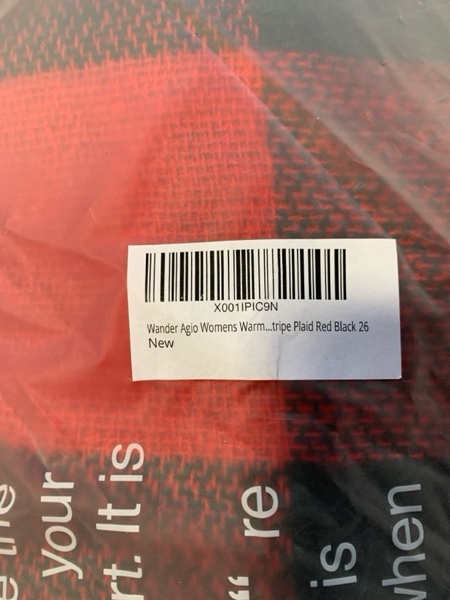 X001IPIC9N
Wander Agio Womens Warm...tripe Plaid Red Black 26
New
your
rt. It is
“ re
is
when